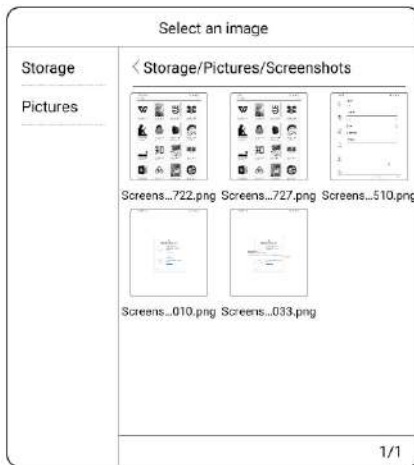 Select an image
Storage
Pictures
Storage/Pictures/Screenshots
Screens...722.png Screens...727.png Screens...510.png
Screens...010.png Screens...033.png
1/1